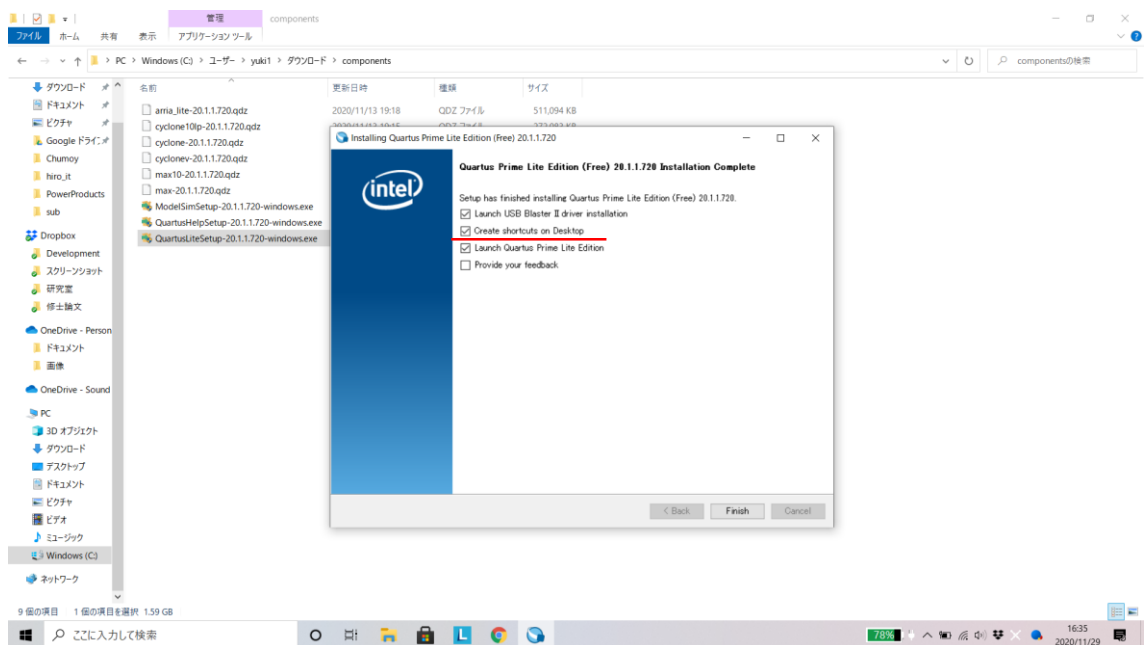 管理
components
ファイル
ホーム
共有
表示
アプリケーション ツール
PC > Windows (C:) > ユーザー > yuki1 > ダウンロード > components
componentsの検索
ダウンロード
ドキュメント
ピクチャ
Google ドライ
Chumoy
hiro_it
PowerProducts
sub
Dropbox
Development
スクリーンショット
研究室
修士論文
OneDrive - Person
ドキュメント
画像
OneDrive - Sound
PC
3D オブジェクト
ダウンロード
デスクトップ
ドキュメント
ピクチャ
ビデオ
ミュージック
Windows (C:)
ネットワーク
名前
更新日時
種類
サイズ
arria_lite-20.1.1.720.qdz
2020/11/13 19:18
QDZ ファイル
511,094 KB
cyclone10lp-20.1.1.720.qdz
cyclone-20.1.1.720.qdz
cyclonev-20.1.1.720.qdz
max10-20.1.1.720.qdz
max-20.1.1.720.qdz
ModelSimSetup-20.1.1.720-windows.exe
QuartusHelpSetup-20.1.1.720-windows.exe
QuartusLiteSetup-20.1.1.720-windows.exe
Installing Quartus Prime Lite Edition (Free) 20.1.1.720
intel
Quartus Prime Lite Edition (Free) 20.1.1.720 Installation Complete
Setup has finished installing Quartus Prime Lite Edition (Free) 20.1.1.720.
Launch USB Blaster II driver installation
Create shortcuts on Desktop
Launch Quartus Prime Lite Edition
Provide your feedback
< Back
Finish
Cancel
9 個の項目
1 個の項目を選択 1.59 GB
ここに入力して検索
78%
16:35
2020/11/29